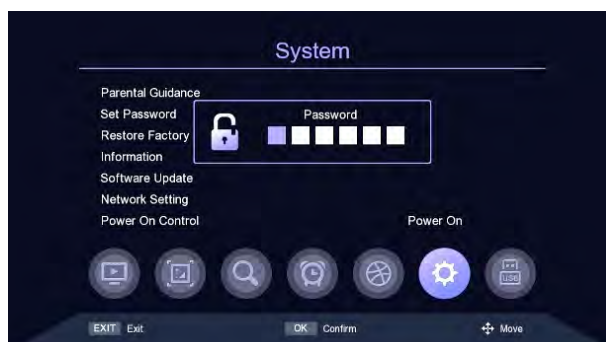 System
Parental Guidance
Set Password
Password
Restore Factory
Information
Software Update
Network Setting
Power On Control Power On
USB
EXIT Exit OK Confirm Move